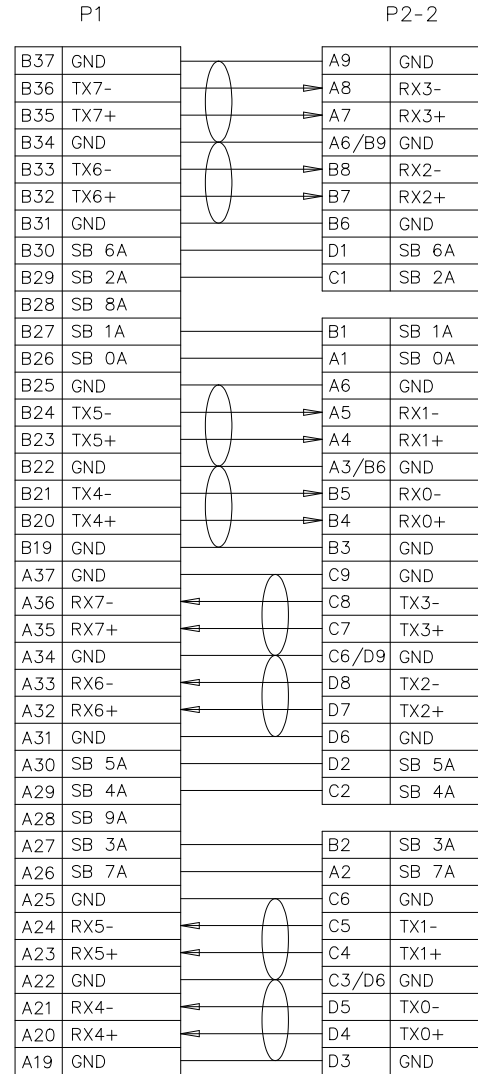 P1 P2-2
B37 GND A9 GND
B36 TX7- A8 RX3-
B35 TX7+ A7 RX3+
B34 GND A6/B9 GND
B33 TX6- B8 RX2-
B32 TX6+ B7 RX2+
B31 GND B6 GND
B30 SB 6A D1 SB 6A
B29 SB 2A C1 SB 2A
B28 SB 8A
B27 SB 1A B1 SB 1A
B26 SB 0A A1 SB 0A
B25 GND A6 GND
B24 TX5- A5 RX1-
B23 TX5+ A4 RX1+
B22 GND A3/B6 GND
B21 TX4- B5 RX0-
B20 TX4+ B4 RX0+
B19 GND B3 GND
A37 GND C9 GND
A36 RX7- C8 TX3-
A35 RX7+ C7 TX3+
A34 GND C6/D9 GND
A33 RX6- D8 TX2-
A32 RX6+ D7 TX2+
A31 GND D6 GND
A30 SB 5A D2 SB 5A
A29 SB 4A C2 SB 4A
A28 SB 9A
A27 SB 3A B2 SB 3A
A26 SB 7A A2 SB 7A
A25 GND C6 GND
A24 RX5- C5 TX1-
A23 RX5+ C4 TX1+
A22 GND C3/D6 GND
A21 RX4- D5 TX0-
A20 RX4+ D4 TX0+
A19 GND D3 GND